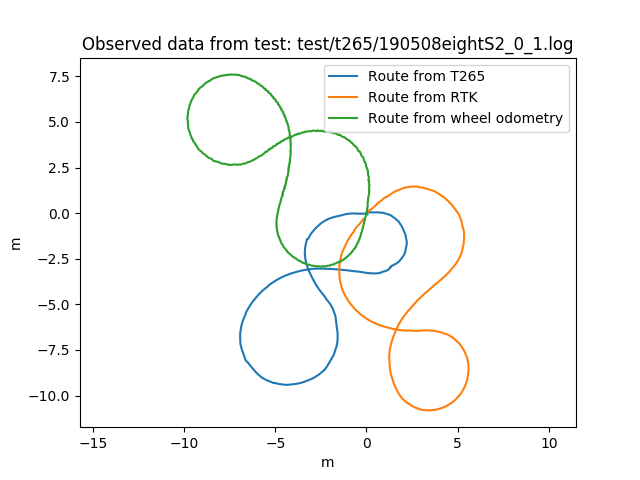 Observed data from test: test/t265/190508eightS2_0_1.log
Route from T265
Route from RTK
Route from wheel odometry
7.5
5.0
2.5
0.0
−2.5
−5.0
−7.5
−10.0
m
−15
−10
−5
0
5
10
m